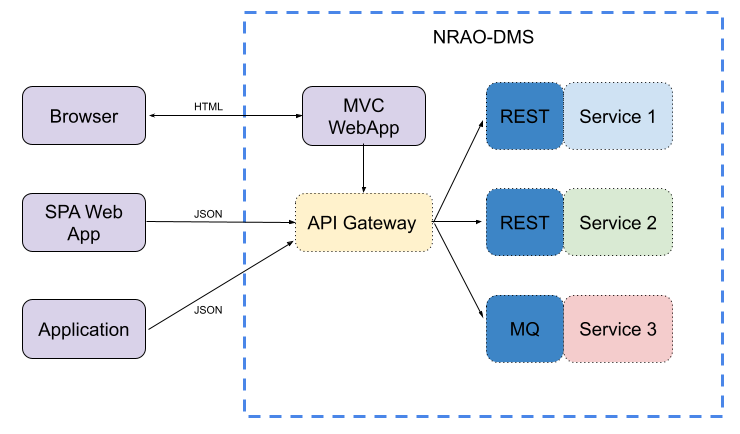 NRAO-DMS
Browser
HTML
MVC
WebApp
REST
Service 1
SPA Web
App
JSON
API Gateway
REST
Service 2
Application
JSON
MQ
Service 3